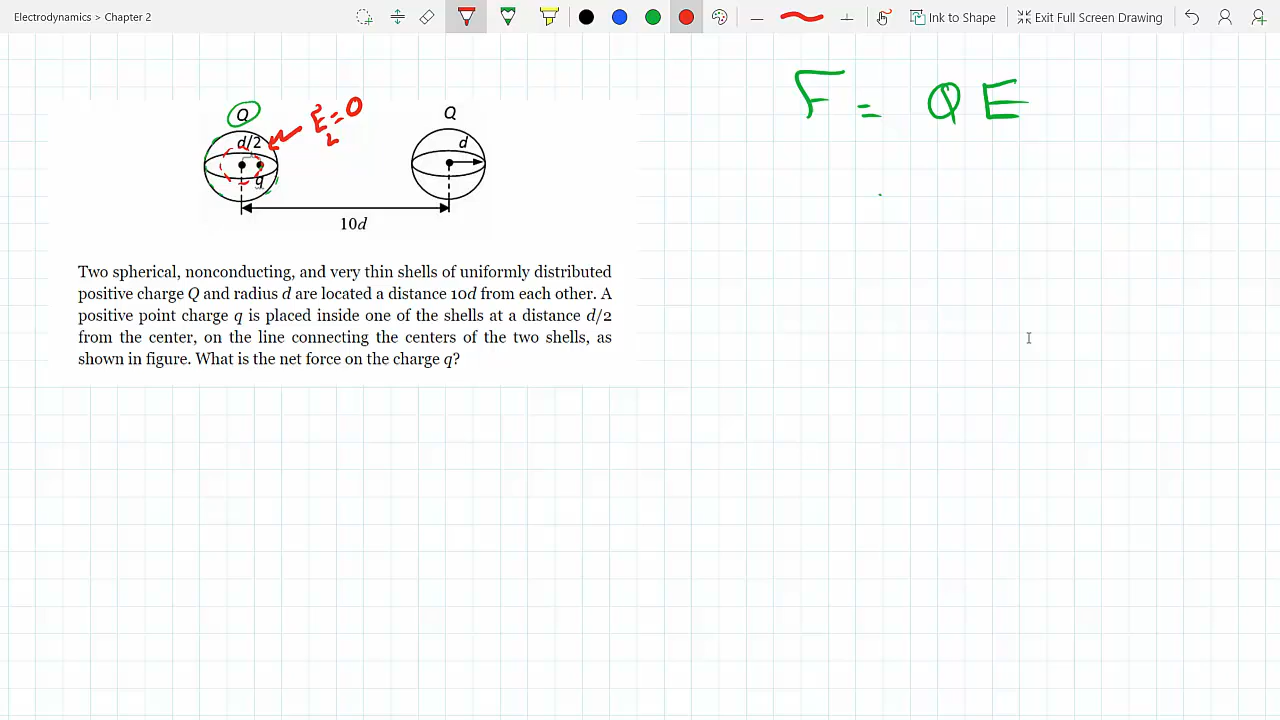 Electrodynamics > Chapter 2
Ink to Shape
Exit Full Screen Drawing
F = Q E
Q
E = 0
L
Q
d/2
d
q
10d
Two spherical, nonconducting, and very thin shells of uniformly distributed
positive charge Q and radius d are located a distance 10d from each other. A
positive point charge q is placed inside one of the shells at a distance d/2
from the center, on the line connecting the centers of the two shells, as
shown in figure. What is the net force on the charge q?